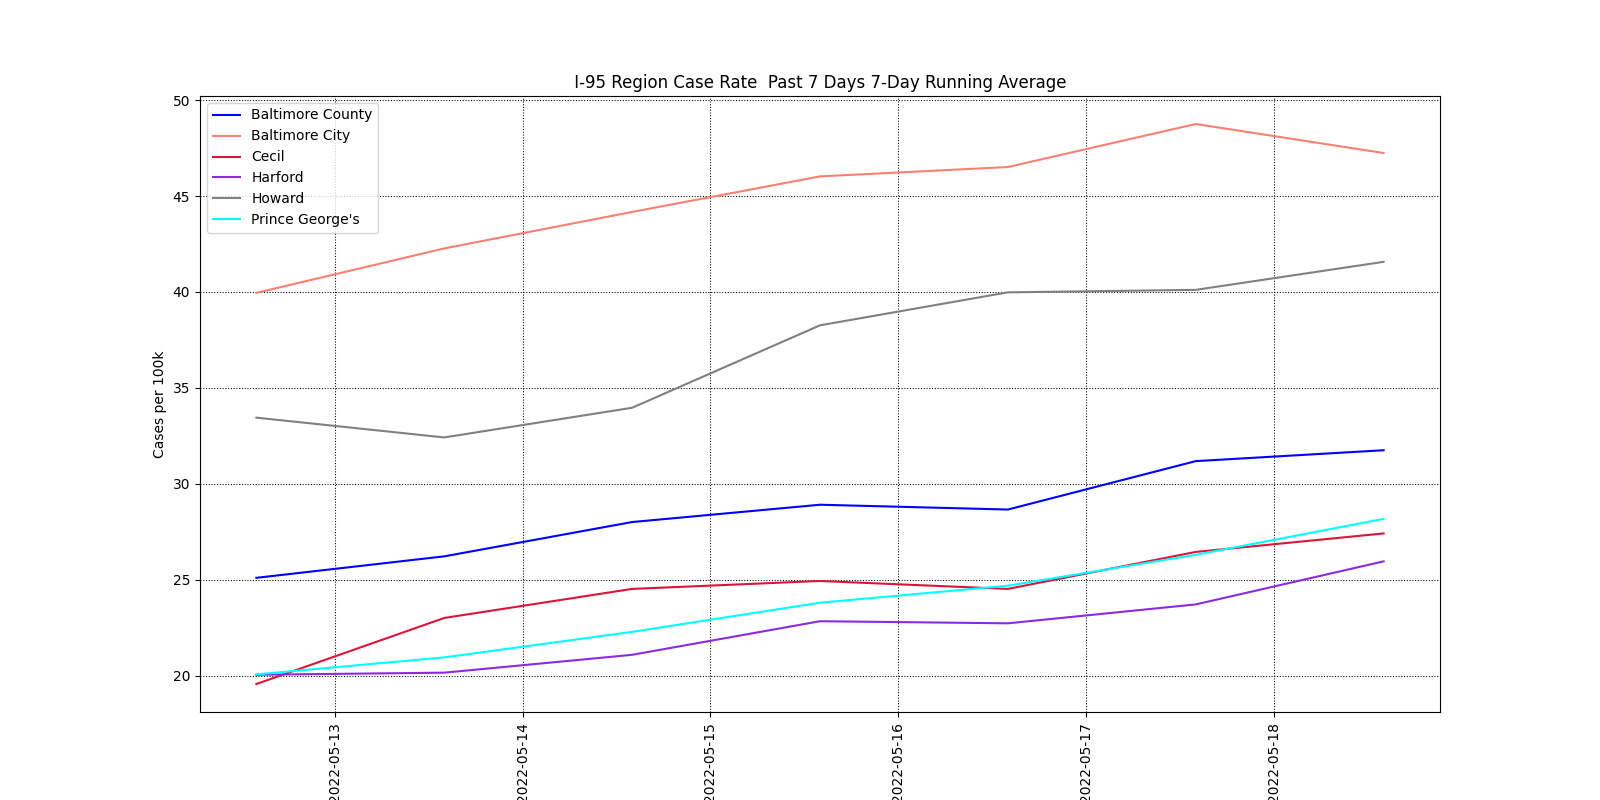 I-95 Region Case Rate  Past 7 Days 7-Day Running Average
Baltimore County
Baltimore City
Cecil
Harford
Howard
Prince George's
Cases per 100k
50
45
40
35
30
25
20
2022-05-13
2022-05-14
2022-05-15
2022-05-16
2022-05-17
2022-05-18